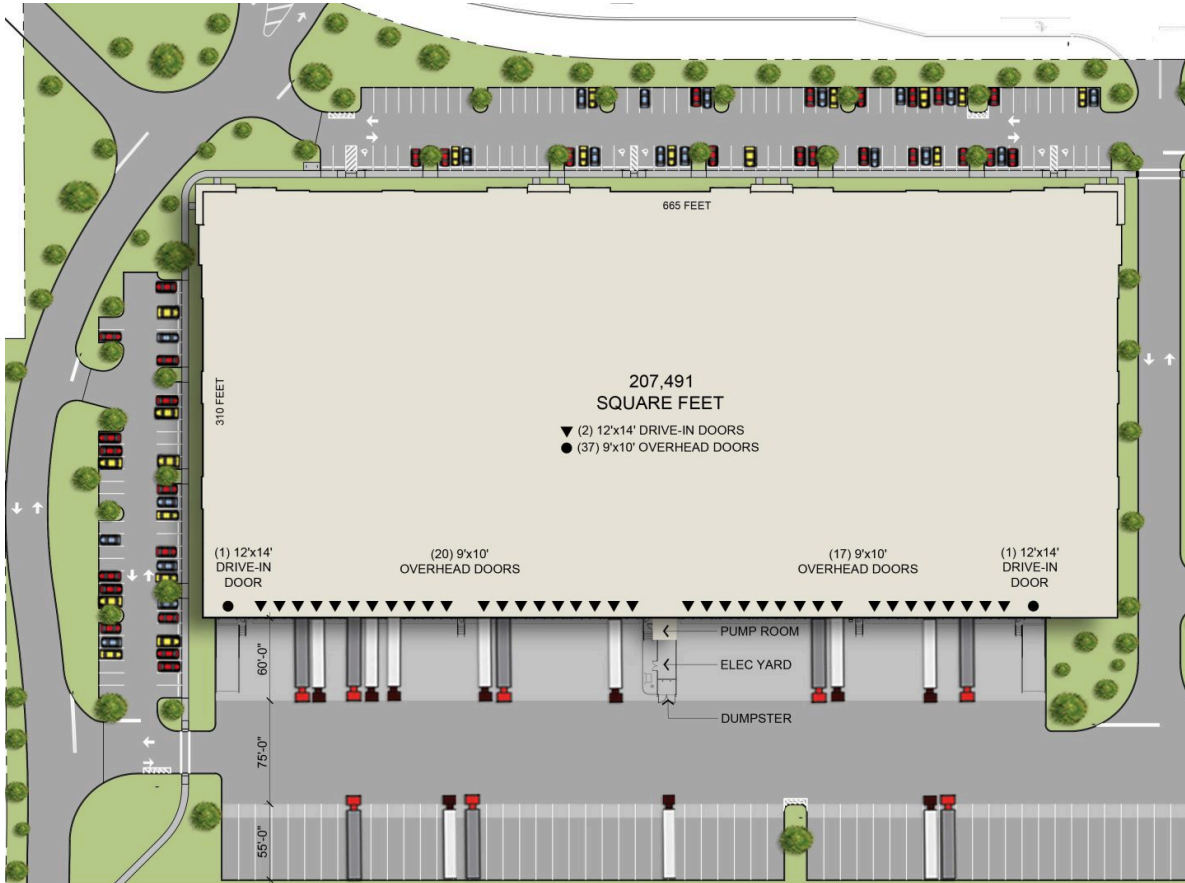 665 FEET
310 FEET
207,491
SQUARE FEET
(2) 12'x14' DRIVE-IN DOORS
(37) 9'x10' OVERHEAD DOORS
(1) 12'x14'
DRIVE-IN
DOOR
(20) 9'x10'
OVERHEAD DOORS
(17) 9'x10'
OVERHEAD DOORS
(1) 12'x14'
DRIVE-IN
DOOR
PUMP ROOM
ELEC YARD
DUMPSTER
60'-0"
75'-0"
55'-0"